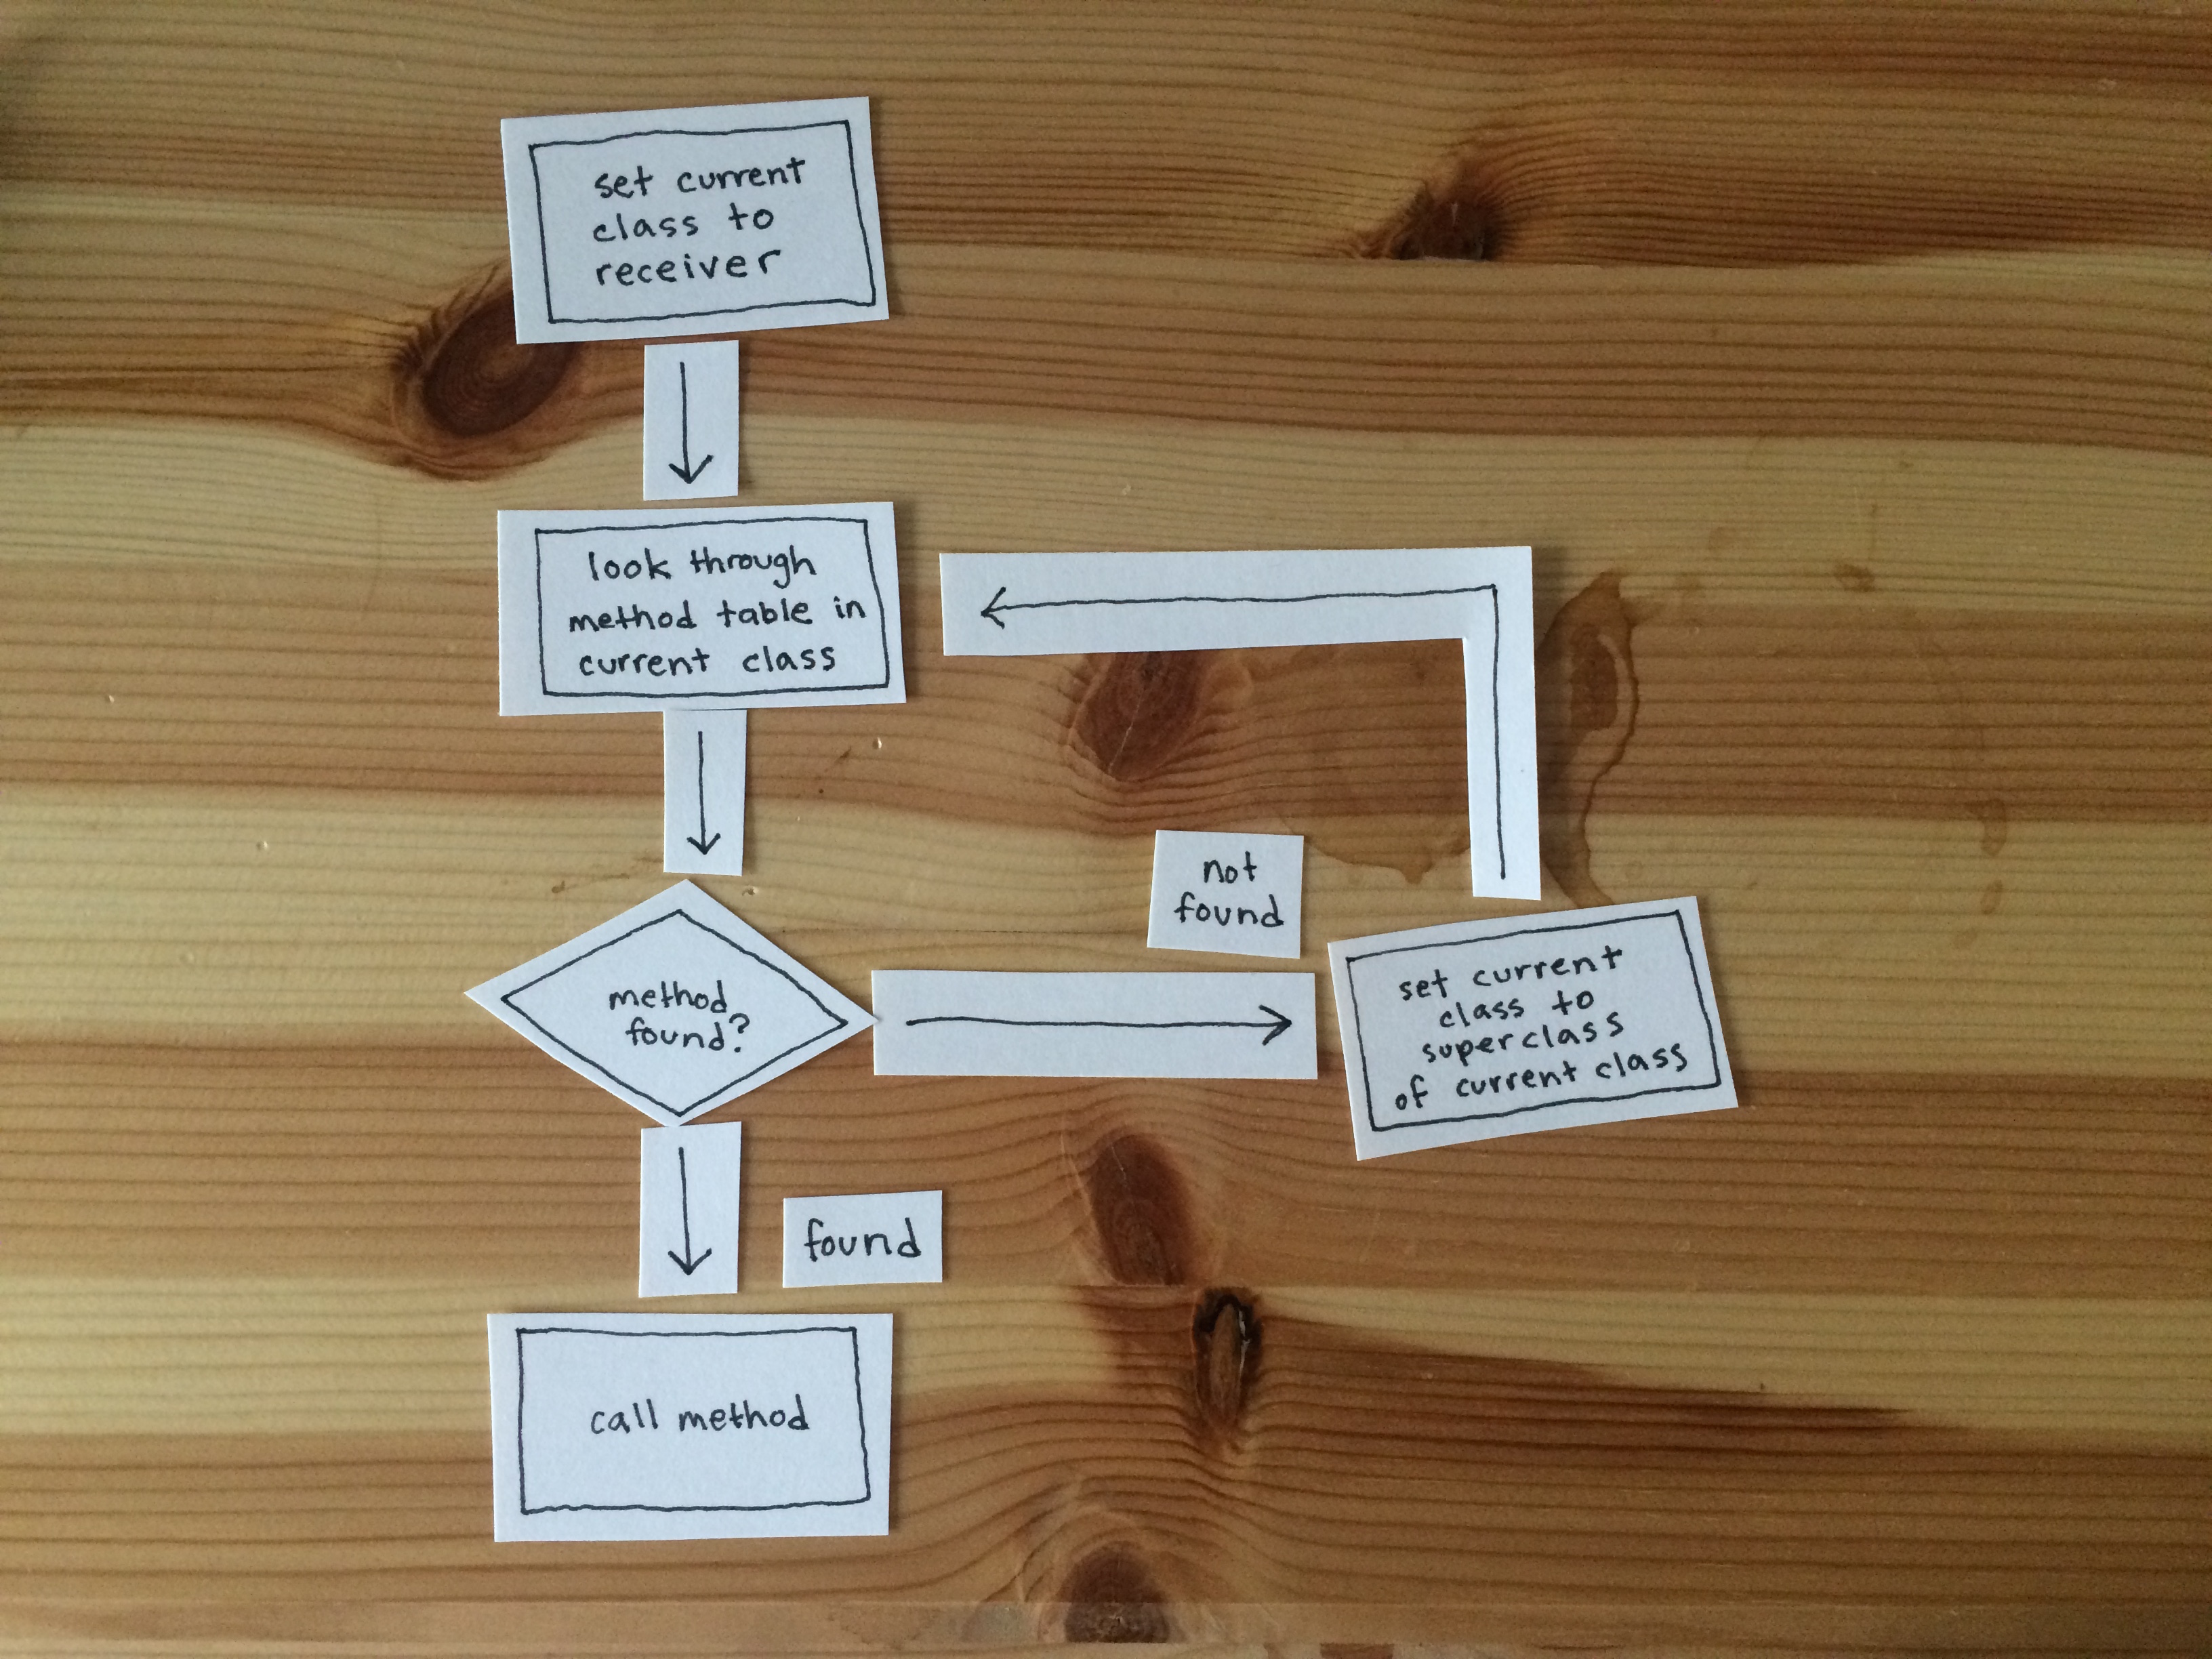 set current
class to
receiver
look through
method table in
current class
method
found?
not
found
set current
class to
superclass
of current class
found
call method